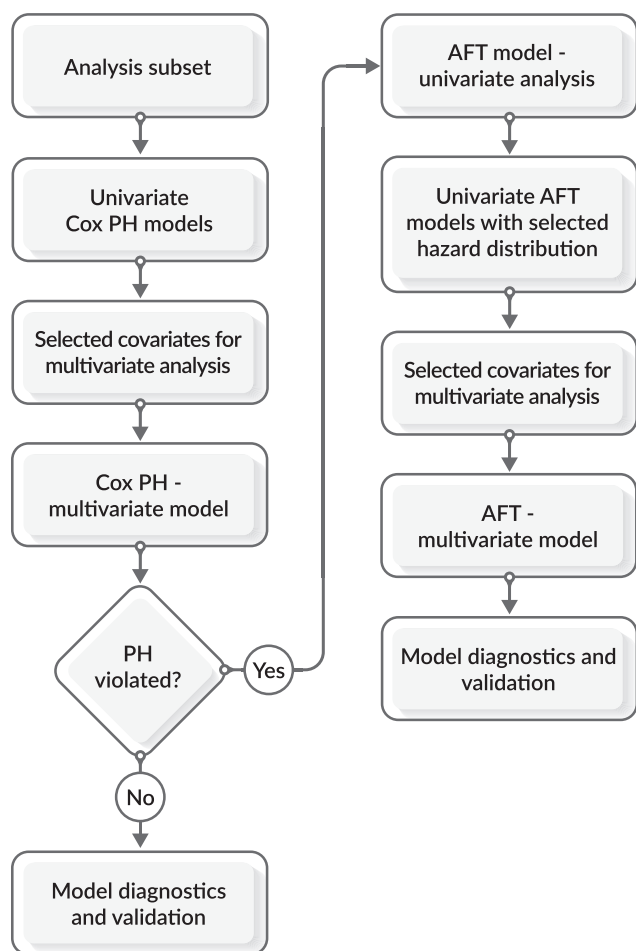 Analysis subset
Univariate
Cox PH models
Selected covariates for
multivariate analysis
Cox PH -
multivariate model
PH
violated?
Yes
No
Model diagnostics
and validation
AFT model -
univariate analysis
Univariate AFT
models with selected
hazard distribution
Selected covariates for
multivariate analysis
AFT -
multivariate model
Model diagnostics and
validation